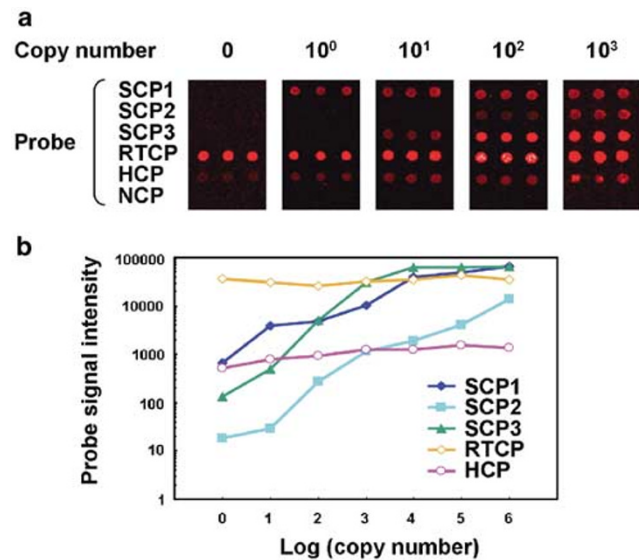 a
Copy number 0 10⁰ 10¹ 10² 10³
Probe
SCP1
SCP2
SCP3
RTCP
HCP
NCP
b
Probe signal intensity
100000
10000
1000
100
10
1
SCP1
SCP2
SCP3
RTCP
HCP
0 1 2 3 4 5 6
Log (copy number)